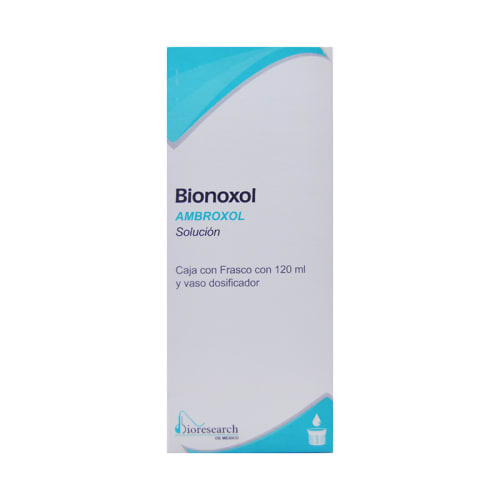 Bionoxol
AMBROXOL
Solución
Caja con Frasco con 120 ml
y vaso dosificador
Bioresearch
DE MÉXICO